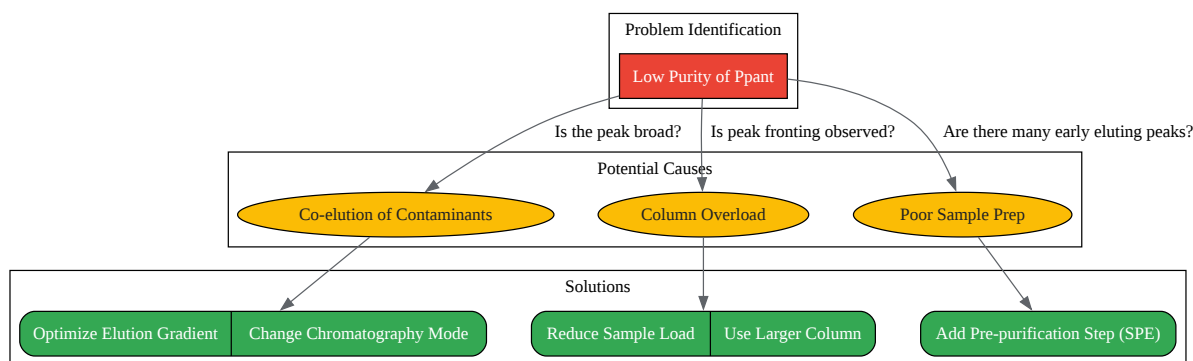 Problem Identification
Low Purity of Ppant
Is the peak broad?
Is peak fronting observed?
Are there many early eluting peaks?
Potential Causes
Co-elution of Contaminants
Column Overload
Poor Sample Prep
Solutions
Optimize Elution Gradient
Change Chromatography Mode
Reduce Sample Load
Use Larger Column
Add Pre-purification Step (SPE)